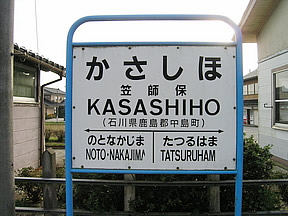 かさしほ
笠師保
KASASHIHO
(石川県鹿島郡中島町)
のとなかじま たつるはま
NOTO-NAKAJIMA TATSURUHAM